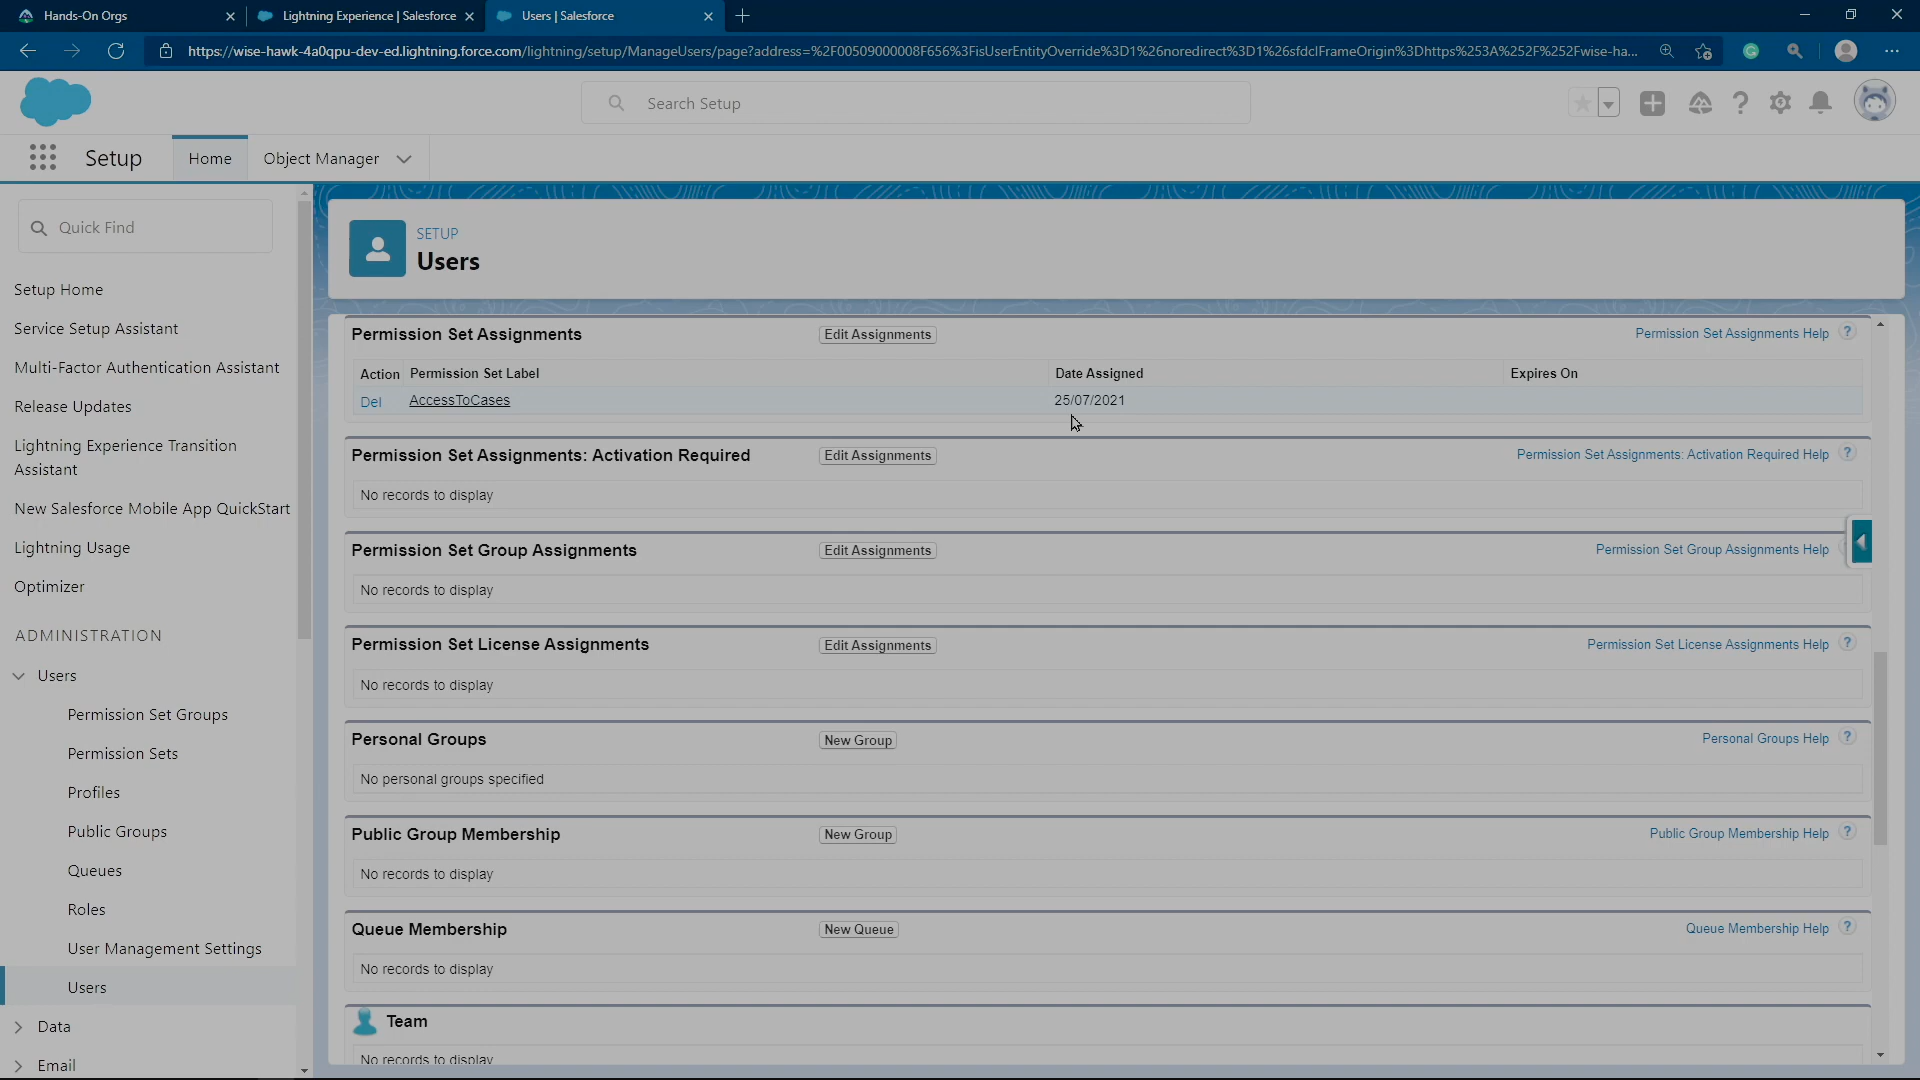 Hands-On Orgs
Lightning Experience | Salesforce
Users | Salesforce
https://wise-hawk-4a0qpu-dev-ed.lightning.force.com/lightning/setup/ManageUsers/page?address=%2F00509000008F656%3FisUserEntityOverride%3D1%26noredirect%3D1%26sfdcIFrameOrigin%3Dhttps%253A%252F%252Fwise-ha...
Search Setup
Setup
Home
Object Manager
Quick Find
Setup Home
Service Setup Assistant
Multi-Factor Authentication Assistant
Release Updates
Lightning Experience Transition
Assistant
New Salesforce Mobile App QuickStart
Lightning Usage
Optimizer
ADMINISTRATION
Users
Permission Set Groups
Permission Sets
Profiles
Public Groups
Queues
Roles
User Management Settings
Users
Data
Email
SETUP
Users
Permission Set Assignments
Edit Assignments
Permission Set Assignments Help ?
Action Permission Set Label Date Assigned Expires On
Del AccessToCases 25/07/2021
Permission Set Assignments: Activation Required
Edit Assignments
Permission Set Assignments: Activation Required Help ?
No records to display
Permission Set Group Assignments
Edit Assignments
Permission Set Group Assignments Help
No records to display
Permission Set License Assignments
Edit Assignments
Permission Set License Assignments Help ?
No records to display
Personal Groups
New Group
Personal Groups Help ?
No personal groups specified
Public Group Membership
New Group
Public Group Membership Help ?
No records to display
Queue Membership
New Queue
Queue Membership Help ?
No records to display
Team
No records to display